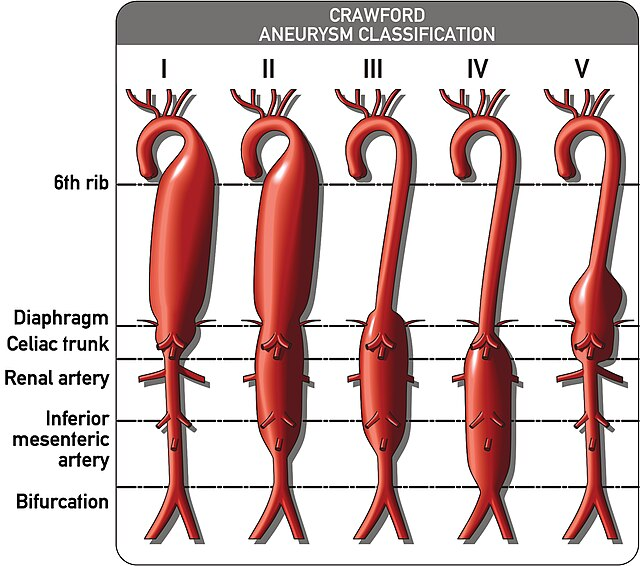 CRAWFORD
ANEURYSM CLASSIFICATION
I II III IV V
6th rib
Diaphragm
Celiac trunk
Renal artery
Inferior
mesenteric
artery
Bifurcation